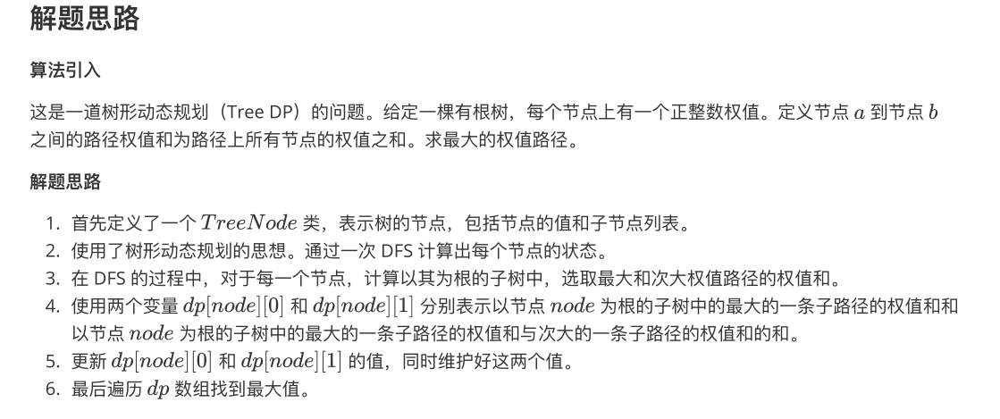 解题思路
算法引入
这是一道树形动态规划（Tree DP）的问题。给定一棵有根树，每个节点上有一个正整数权值。定义节点 a 到节点 b
之间的路径权值和为路径上所有节点的权值之和。求最大的权值路径。
解题思路
1. 首先定义了一个 TreeNode 类，表示树的节点，包括节点的值和子节点列表。
2. 使用了树形动态规划的思想。通过一次 DFS 计算出每个节点的状态。
3. 在 DFS 的过程中，对于每一个节点，计算以其为根的子树中，选取最大和次大权值路径的权值和。
4. 使用两个变量 dp[node][0] 和 dp[node][1] 分别表示以节点 node 为根的子树中的最大的一条子路径的权值和和
以节点 node 为根的子树中的最大的一条子路径的权值和与次大的一条子路径的权值和的和。
5. 更新 dp[node][0] 和 dp[node][1] 的值，同时维护好这两个值。
6. 最后遍历 dp 数组找到最大值。